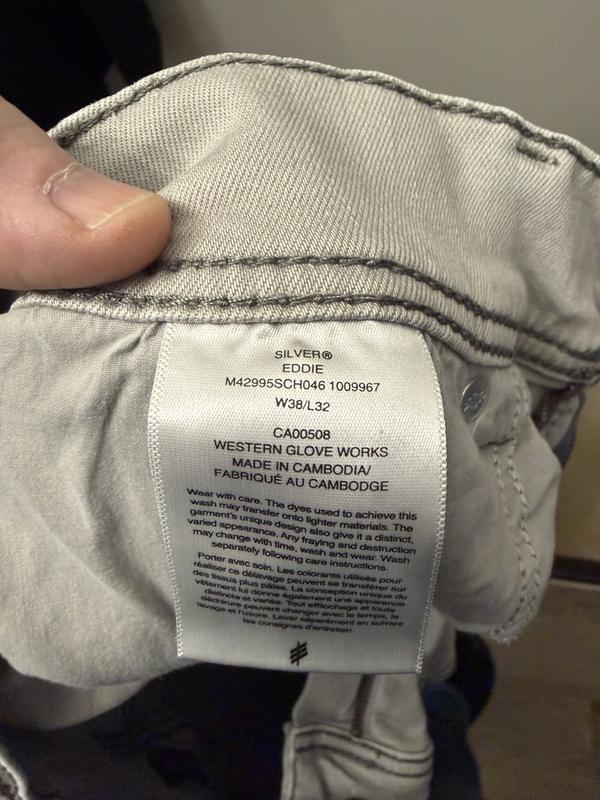 SILVER®
EDDIE
M42995SCH046 1009967
W38/L32
CA00508
WESTERN GLOVE WORKS
MADE IN CAMBODIA/
FABRIQUÉ AU CAMBODGE
Wear with care. The dyes used to achieve this
wash may transfer onto lighter materials. The
garment's unique design also give it a distinct,
varied appearance. Any fraying and destruction
may change with time, wash and wear. Wash
separately following care instructions.
Porter avec soin. Les colorants utilisés pour
réaliser ce délavage peuvent se transférer sur
des tissus plus pâles. La conception unique du
vêtement lui donne également une apparence
distincte et variée. Tout effilochage et toute
déchirure peuvent changer avec le temps, le
lavage et l'usure. Laver séparément en suivant
les consignes d'entretien.